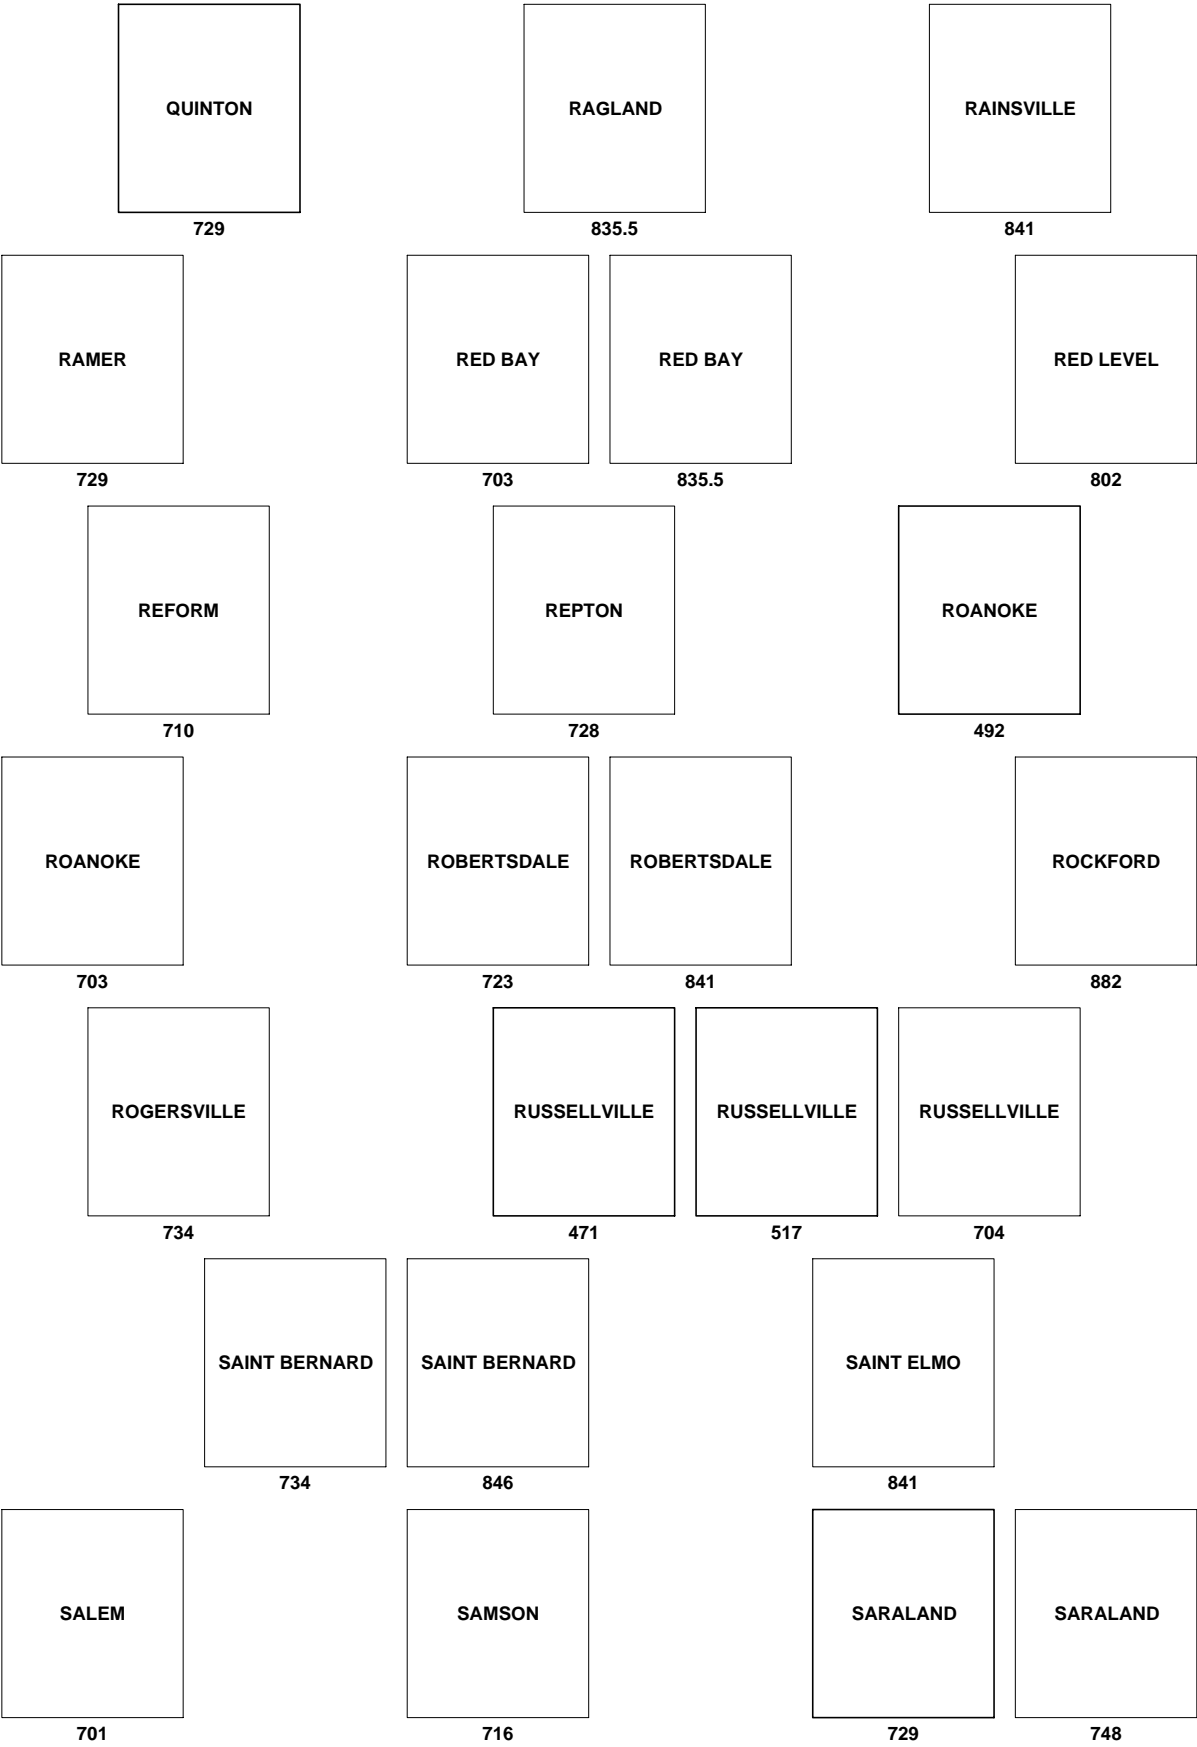 QUINTON RAGLAND RAINSVILLE
729 835.5 841
RAMER RED BAY RED BAY RED LEVEL
729 703 835.5 802
REFORM REPTON ROANOKE
710 728 492
ROANOKE ROBERTSDALE ROBERTSDALE ROCKFORD
703 723 841 882
ROGERSVILLE RUSSELLVILLE RUSSELLVILLE RUSSELLVILLE
734 471 517 704
SAINT BERNARD SAINT BERNARD SAINT ELMO
734 846 841
SALEM SAMSON SARALAND SARALAND
701 716 729 748